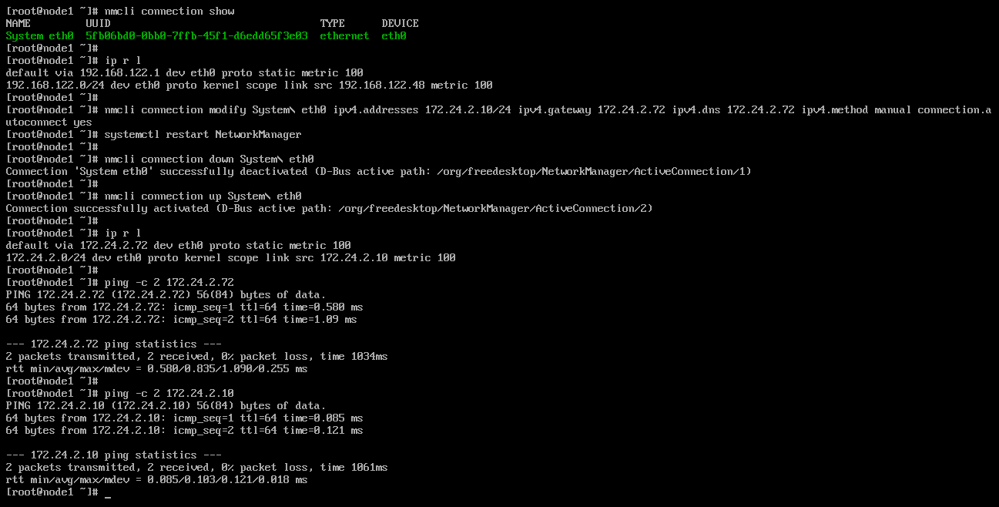 [root@node1 ~]# nmcli connection show
NAME         UUID                                  TYPE      DEVICE
System eth0  5fb06bd0-0bb0-7ffb-45f1-d6edd65f3e03  ethernet  eth0
[root@node1 ~]#
[root@node1 ~]# ip r l
default via 192.168.122.1 dev eth0 proto static metric 100
192.168.122.0/24 dev eth0 proto kernel scope link src 192.168.122.48 metric 100
[root@node1 ~]#
[root@node1 ~]# nmcli connection modify System\ eth0 ipv4.addresses 172.24.2.10/24 ipv4.gateway 172.24.2.72 ipv4.dns 172.24.2.72 ipv4.method manual connection.a
utoconnect yes
[root@node1 ~]# systemctl restart NetworkManager
[root@node1 ~]#
[root@node1 ~]# nmcli connection down System\ eth0
Connection 'System eth0' successfully deactivated (D-Bus active path: /org/freedesktop/NetworkManager/ActiveConnection/1)
[root@node1 ~]#
[root@node1 ~]# nmcli connection up System\ eth0
Connection successfully activated (D-Bus active path: /org/freedesktop/NetworkManager/ActiveConnection/2)
[root@node1 ~]#
[root@node1 ~]# ip r l
default via 172.24.2.72 dev eth0 proto static metric 100
172.24.2.0/24 dev eth0 proto kernel scope link src 172.24.2.10 metric 100
[root@node1 ~]#
[root@node1 ~]# ping -c 2 172.24.2.72
PING 172.24.2.72 (172.24.2.72) 56(84) bytes of data.
64 bytes from 172.24.2.72: icmp_seq=1 ttl=64 time=0.580 ms
64 bytes from 172.24.2.72: icmp_seq=2 ttl=64 time=1.09 ms

--- 172.24.2.72 ping statistics ---
2 packets transmitted, 2 received, 0% packet loss, time 1034ms
rtt min/avg/max/mdev = 0.580/0.835/1.090/0.255 ms
[root@node1 ~]#
[root@node1 ~]# ping -c 2 172.24.2.10
PING 172.24.2.10 (172.24.2.10) 56(84) bytes of data.
64 bytes from 172.24.2.10: icmp_seq=1 ttl=64 time=0.085 ms
64 bytes from 172.24.2.10: icmp_seq=2 ttl=64 time=0.121 ms

--- 172.24.2.10 ping statistics ---
2 packets transmitted, 2 received, 0% packet loss, time 1061ms
rtt min/avg/max/mdev = 0.085/0.103/0.121/0.018 ms
[root@node1 ~]# _